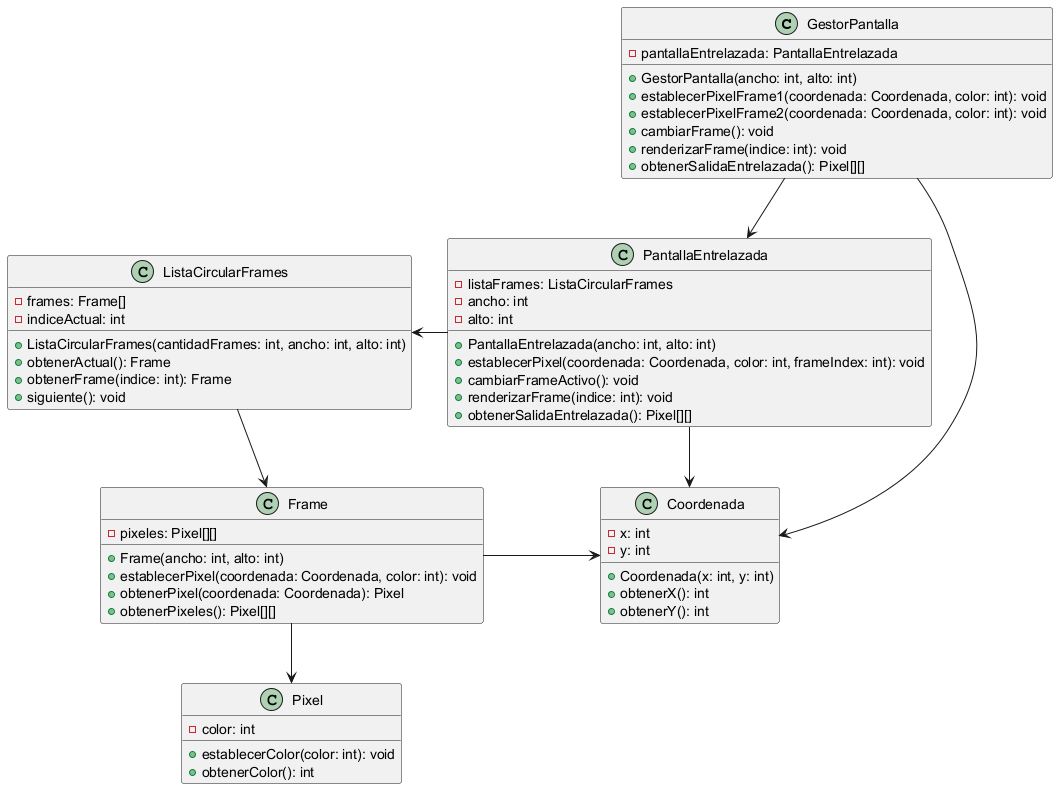 C GestorPantalla
pantallaEntrelazada: PantallaEntrelazada
GestorPantalla(ancho: int, alto: int)
establecerPixelFrame1(coordenada: Coordenada, color: int): void
establecerPixelFrame2(coordenada: Coordenada, color: int): void
cambiarFrame(): void
renderizarFrame(indice: int): void
obtenerSalidaEntrelazada(): Pixel[][]
C ListaCircularFrames
frames: Frame[]
indiceActual: int
ListaCircularFrames(cantidadFrames: int, ancho: int, alto: int)
obtenerActual(): Frame
obtenerFrame(indice: int): Frame
siguiente(): void
C PantallaEntrelazada
listaFrames: ListaCircularFrames
ancho: int
alto: int
PantallaEntrelazada(ancho: int, alto: int)
establecerPixel(coordenada: Coordenada, color: int, frameIndex: int): void
cambiarFrameActivo(): void
renderizarFrame(indice: int): void
obtenerSalidaEntrelazada(): Pixel[][]
C Frame
pixeles: Pixel[][]
Frame(ancho: int, alto: int)
establecerPixel(coordenada: Coordenada, color: int): void
obtenerPixel(coordenada: Coordenada): Pixel
obtenerPixeles(): Pixel[][]
C Coordenada
x: int
y: int
Coordenada(x: int, y: int)
obtenerX(): int
obtenerY(): int
C Pixel
color: int
establecerColor(color: int): void
obtenerColor(): int